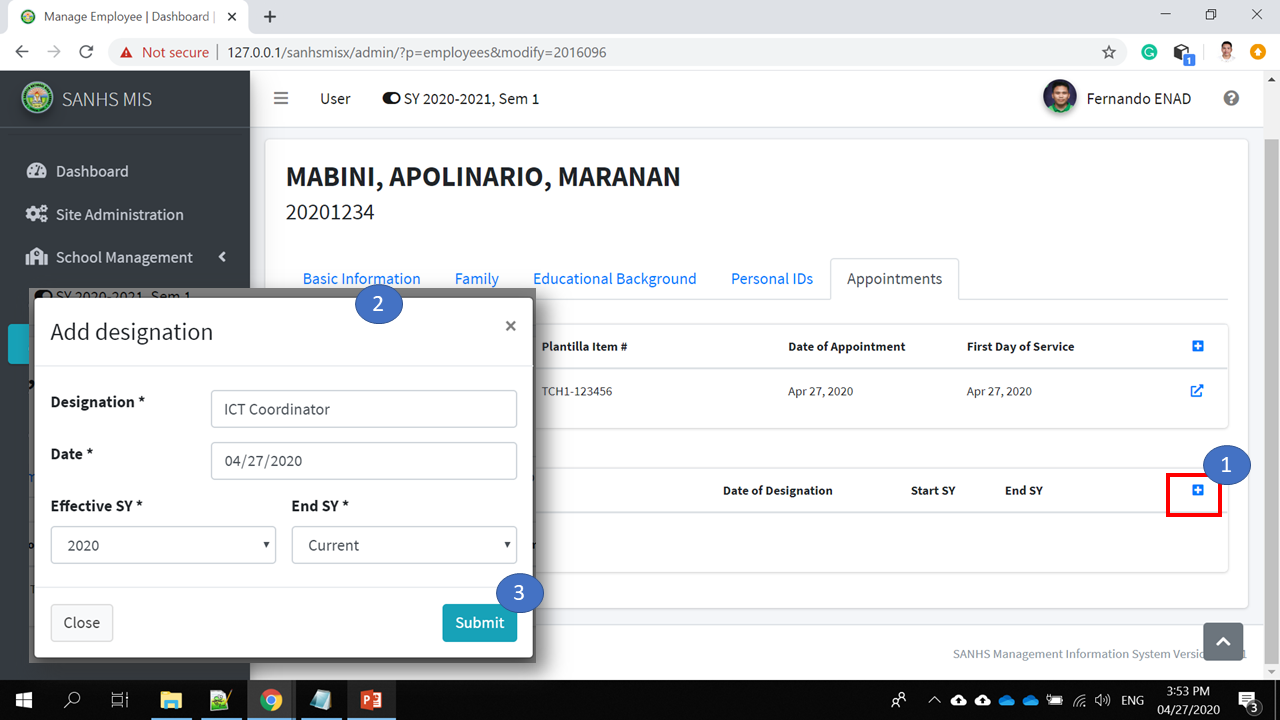 Manage Employee | Dashboard |
Not secure | 127.0.0.1/sanhsmisx/admin/?p=employees&modify=2016096
1
SANHS MIS
User
SY 2020-2021, Sem 1
Fernando ENAD
Dashboard
Site Administration
School Management
SY 2020-2021, Sem 1
MABINI, APOLINARIO, MARANAN
20201234
Basic Information
Family
Educational Background
Personal IDs
Appointments
Plantilla Item #
Date of Appointment
First Day of Service
TCH1-123456
Apr 27, 2020
Apr 27, 2020
1
Date of Designation
Start SY
End SY
2
Add designation
×
Designation *
ICT Coordinator
Date *
04/27/2020
Effective SY *
End SY *
2020
Current
3
Close
Submit
SANHS Management Information System Versio
1
ENG
3:53 PM
04/27/2020
3